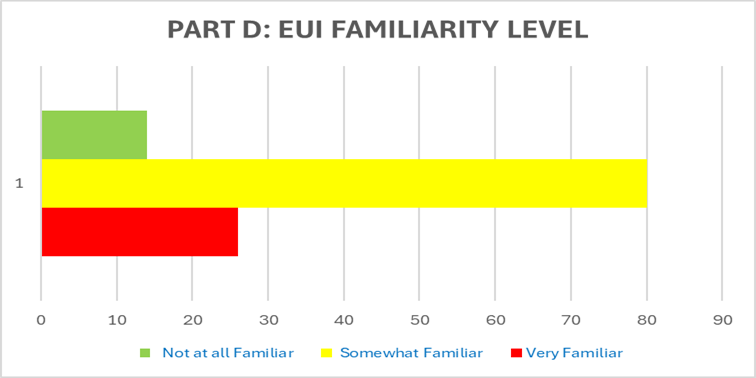 PART D: EUI FAMILIARITY LEVEL
1
0 10 20 30 40 50 60 70 80 90
Not at all Familiar Somewhat Familiar Very Familiar